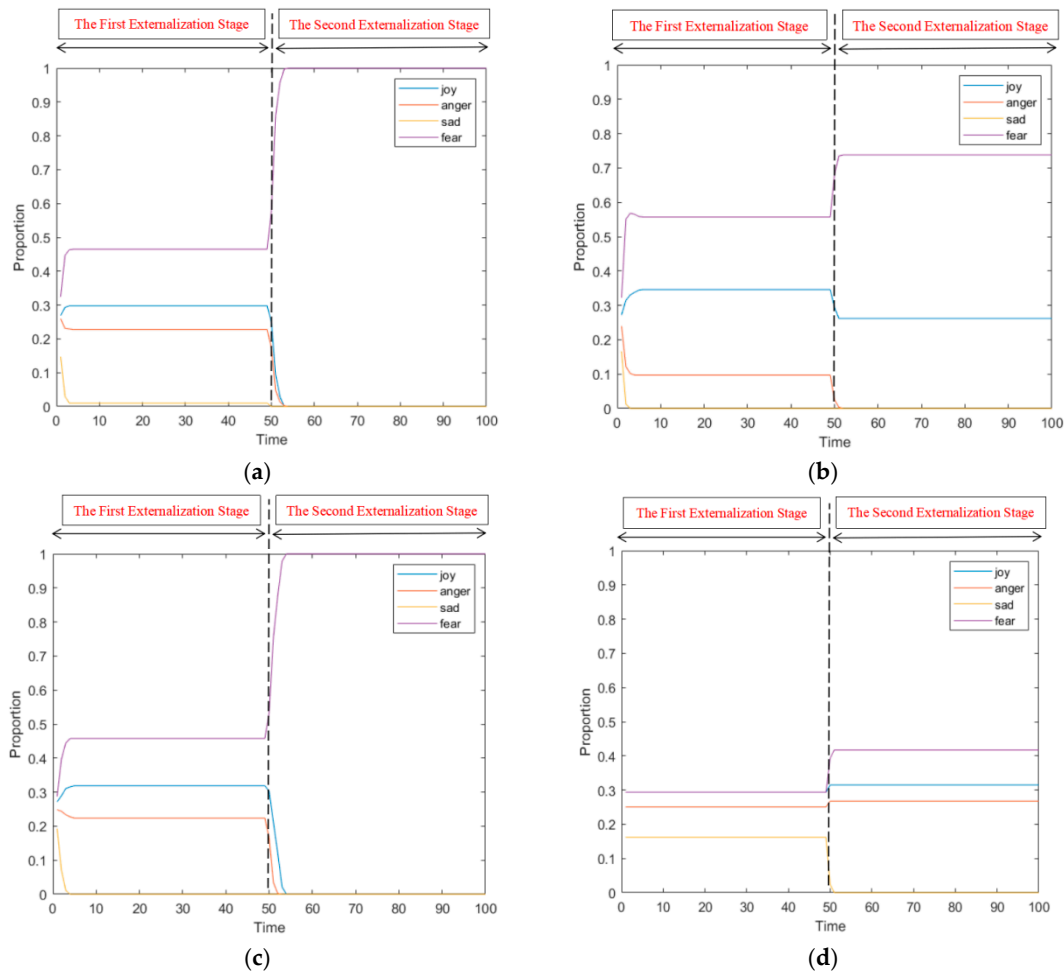 The First Externalization Stage
The Second Externalization Stage
1
0.9
0.8
0.7
0.6
0.5
0.4
0.3
0.2
0.1
0
Proportion
joy
anger
sad
fear
0 10 20 30 40 50 60 70 80 90 100
Time
(a)
The First Externalization Stage
The Second Externalization Stage
1
0.9
0.8
0.7
0.6
0.5
0.4
0.3
0.2
0.1
0
Proportion
joy
anger
sad
fear
0 10 20 30 40 50 60 70 80 90 100
Time
(b)
The First Externalization Stage
The Second Externalization Stage
1
0.9
0.8
0.7
0.6
0.5
0.4
0.3
0.2
0.1
0
Proportion
joy
anger
sad
fear
0 10 20 30 40 50 60 70 80 90 100
Time
(c)
The First Externalization Stage
The Second Externalization Stage
1
0.9
0.8
0.7
0.6
0.5
0.4
0.3
0.2
0.1
0
Proportion
joy
anger
sad
fear
0 10 20 30 40 50 60 70 80 90 100
Time
(d)